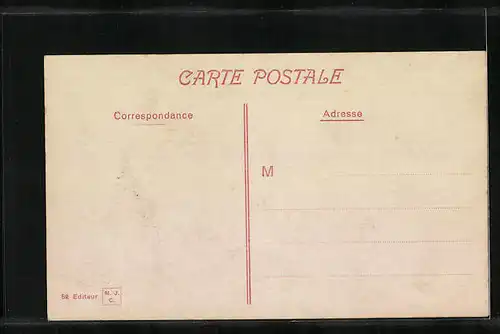 CARTE POSTALE
Correspondance
Adresse
M
58 Editeur
N. J.
C.